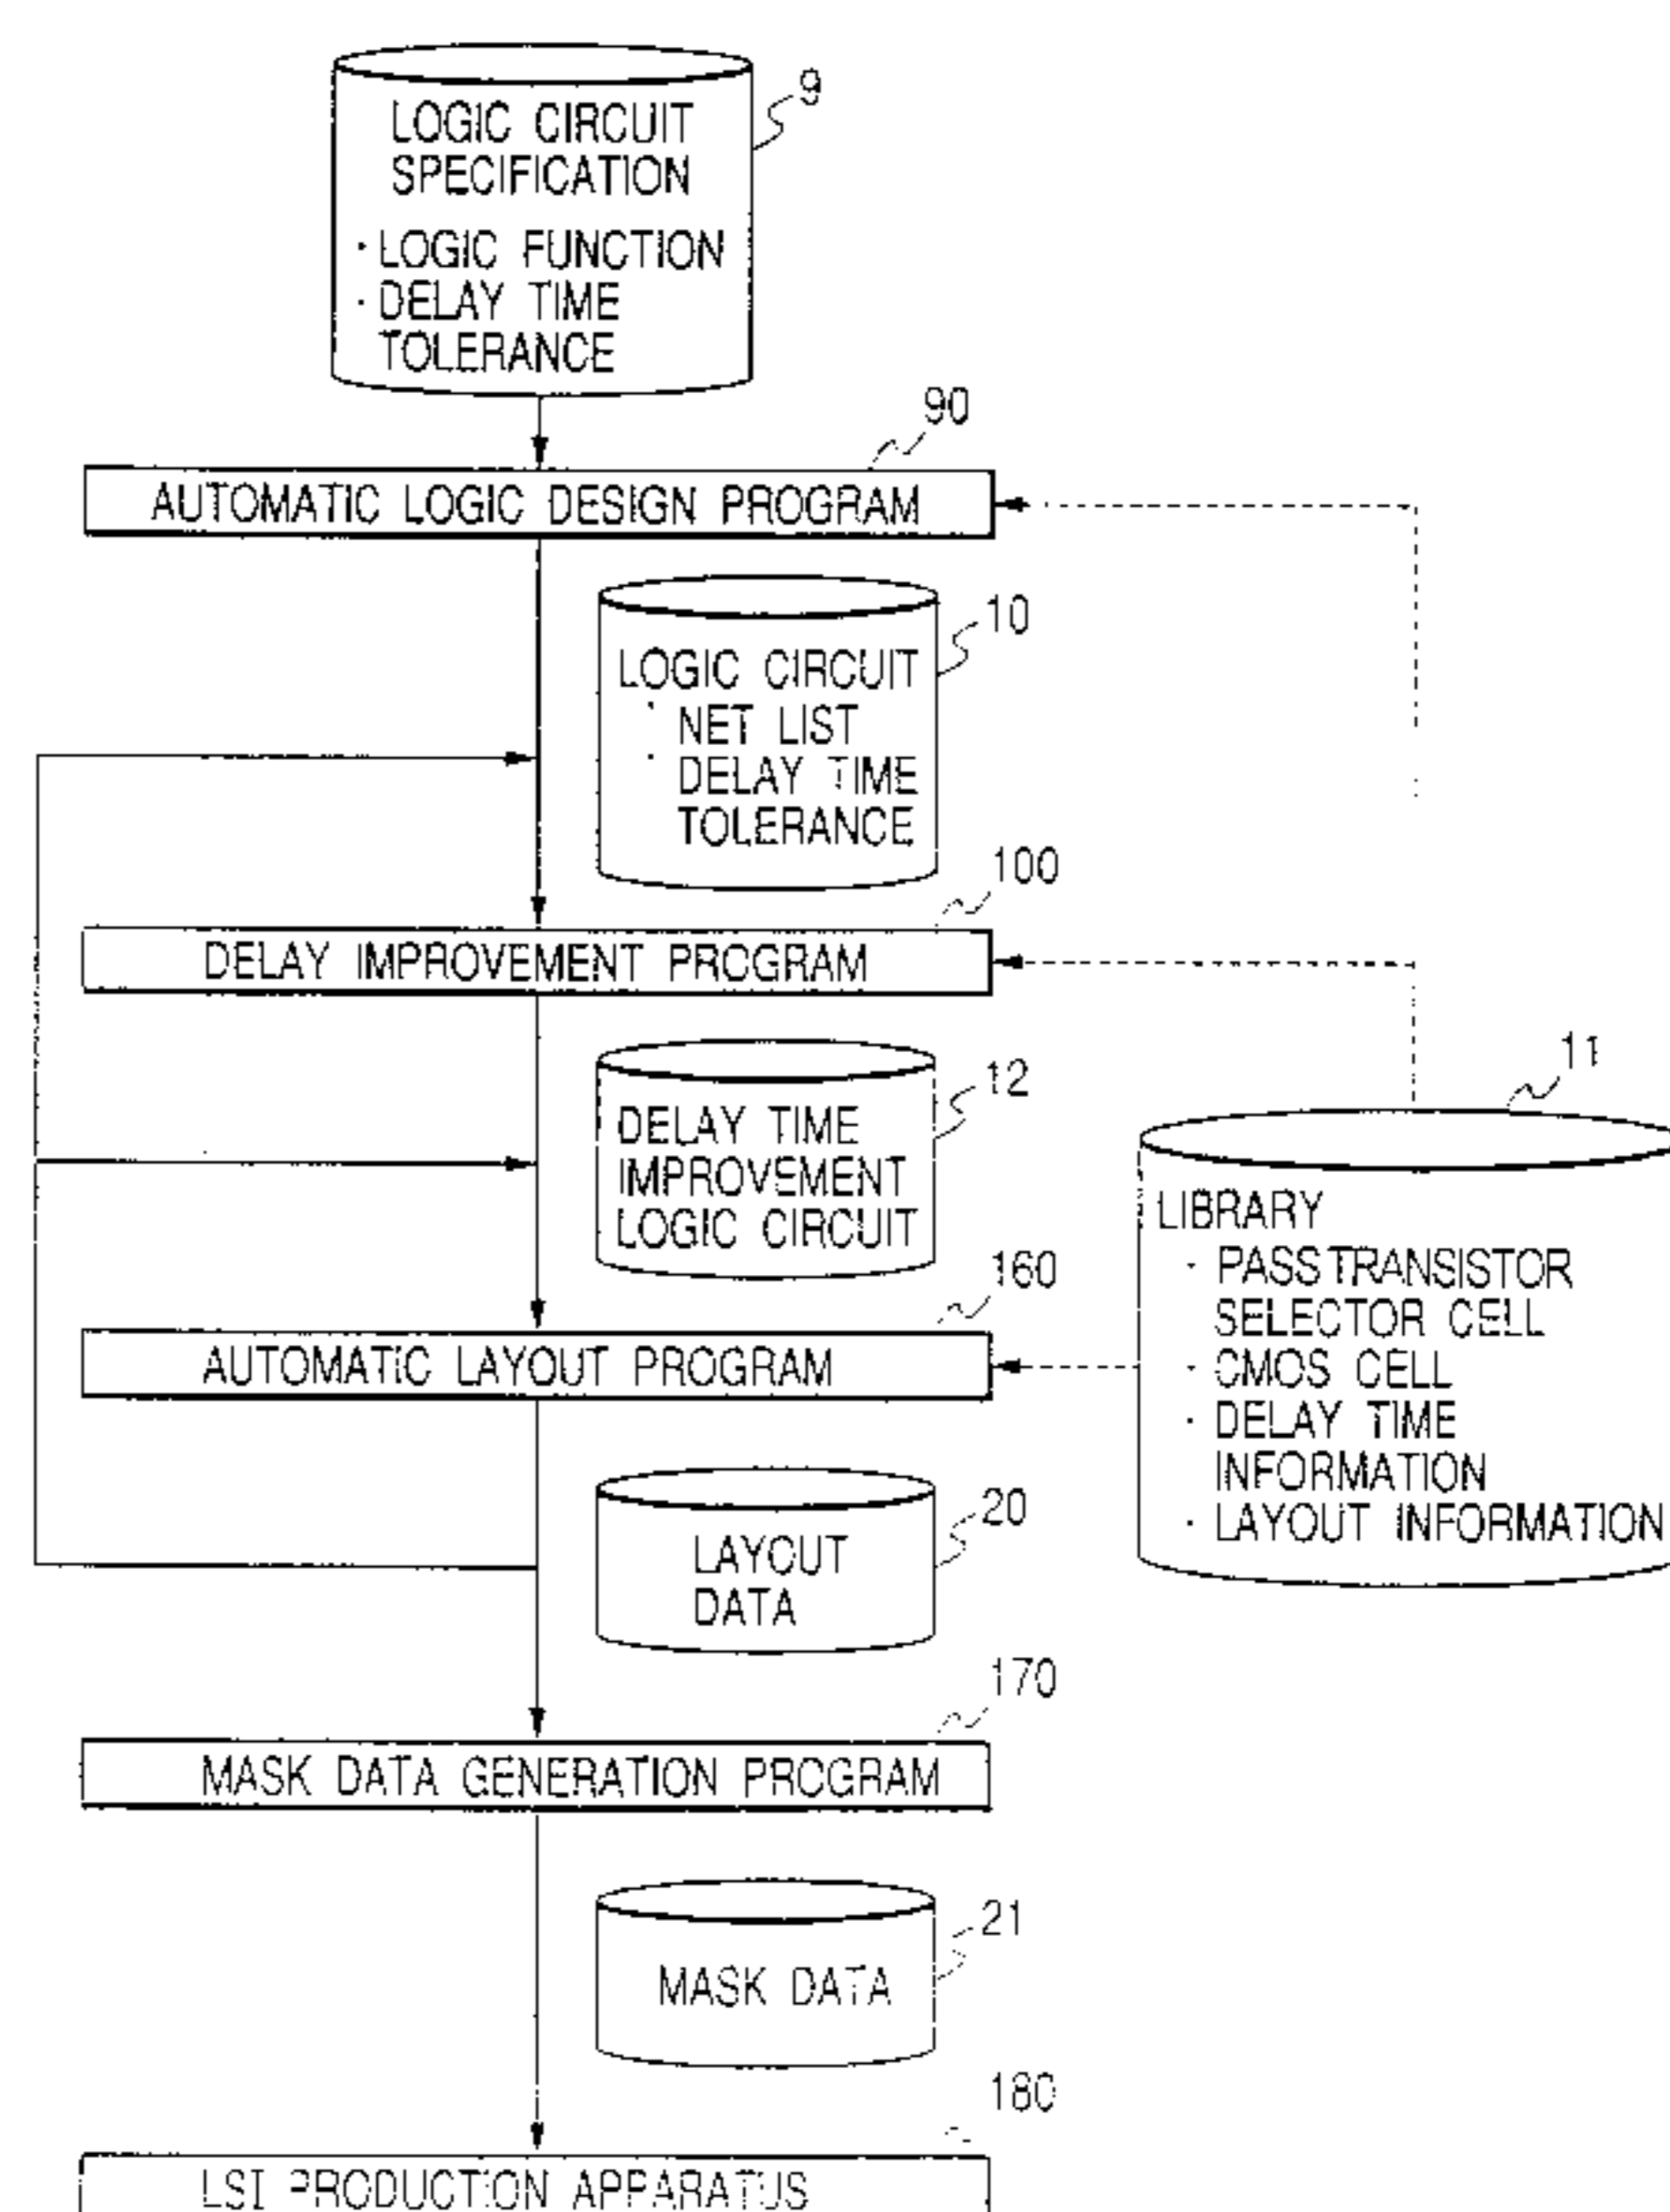 9
LOGIC CIRCUIT
SPECIFICATION
· LOGIC FUNCTION
· DELAY TIME
TOLERANCE
90
AUTOMATIC LOGIC DESIGN PROGRAM
10
LOGIC CIRCUIT
· NET LIST
· DELAY TIME
TOLERANCE
100
DELAY IMPROVEMENT PROGRAM
12
DELAY TIME
IMPROVEMENT
LOGIC CIRCUIT
11
LIBRARY
· PASS TRANSISTOR
SELECTOR CELL
· CMOS CELL
· DELAY TIME
INFORMATION
· LAYOUT INFORMATION
160
AUTOMATIC LAYOUT PROGRAM
20
LAYOUT
DATA
170
MASK DATA GENERATION PROGRAM
21
MASK DATA
180
LSI PRODUCTION APPARATUS